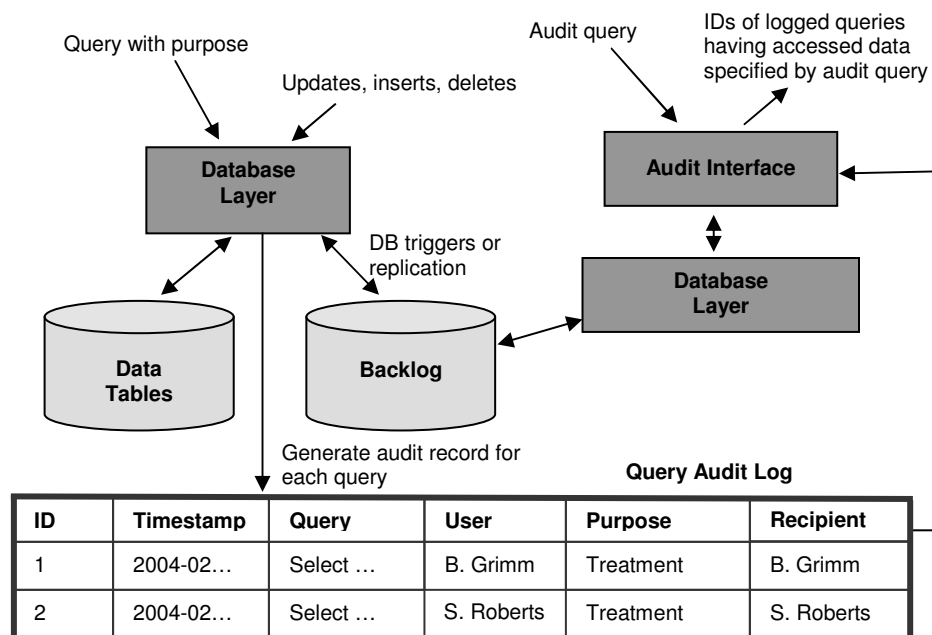 Query with purpose
Updates, inserts, deletes
Audit query
IDs of logged queries
having accessed data
specified by audit query
Database
Layer
Audit Interface
DB triggers or
replication
Database
Layer
Data
Tables
Backlog
Generate audit record for
each query
Query Audit Log
ID Timestamp Query User Purpose Recipient
1 2004-02… Select … B. Grimm Treatment B. Grimm
2 2004-02… Select … S. Roberts Treatment S. Roberts